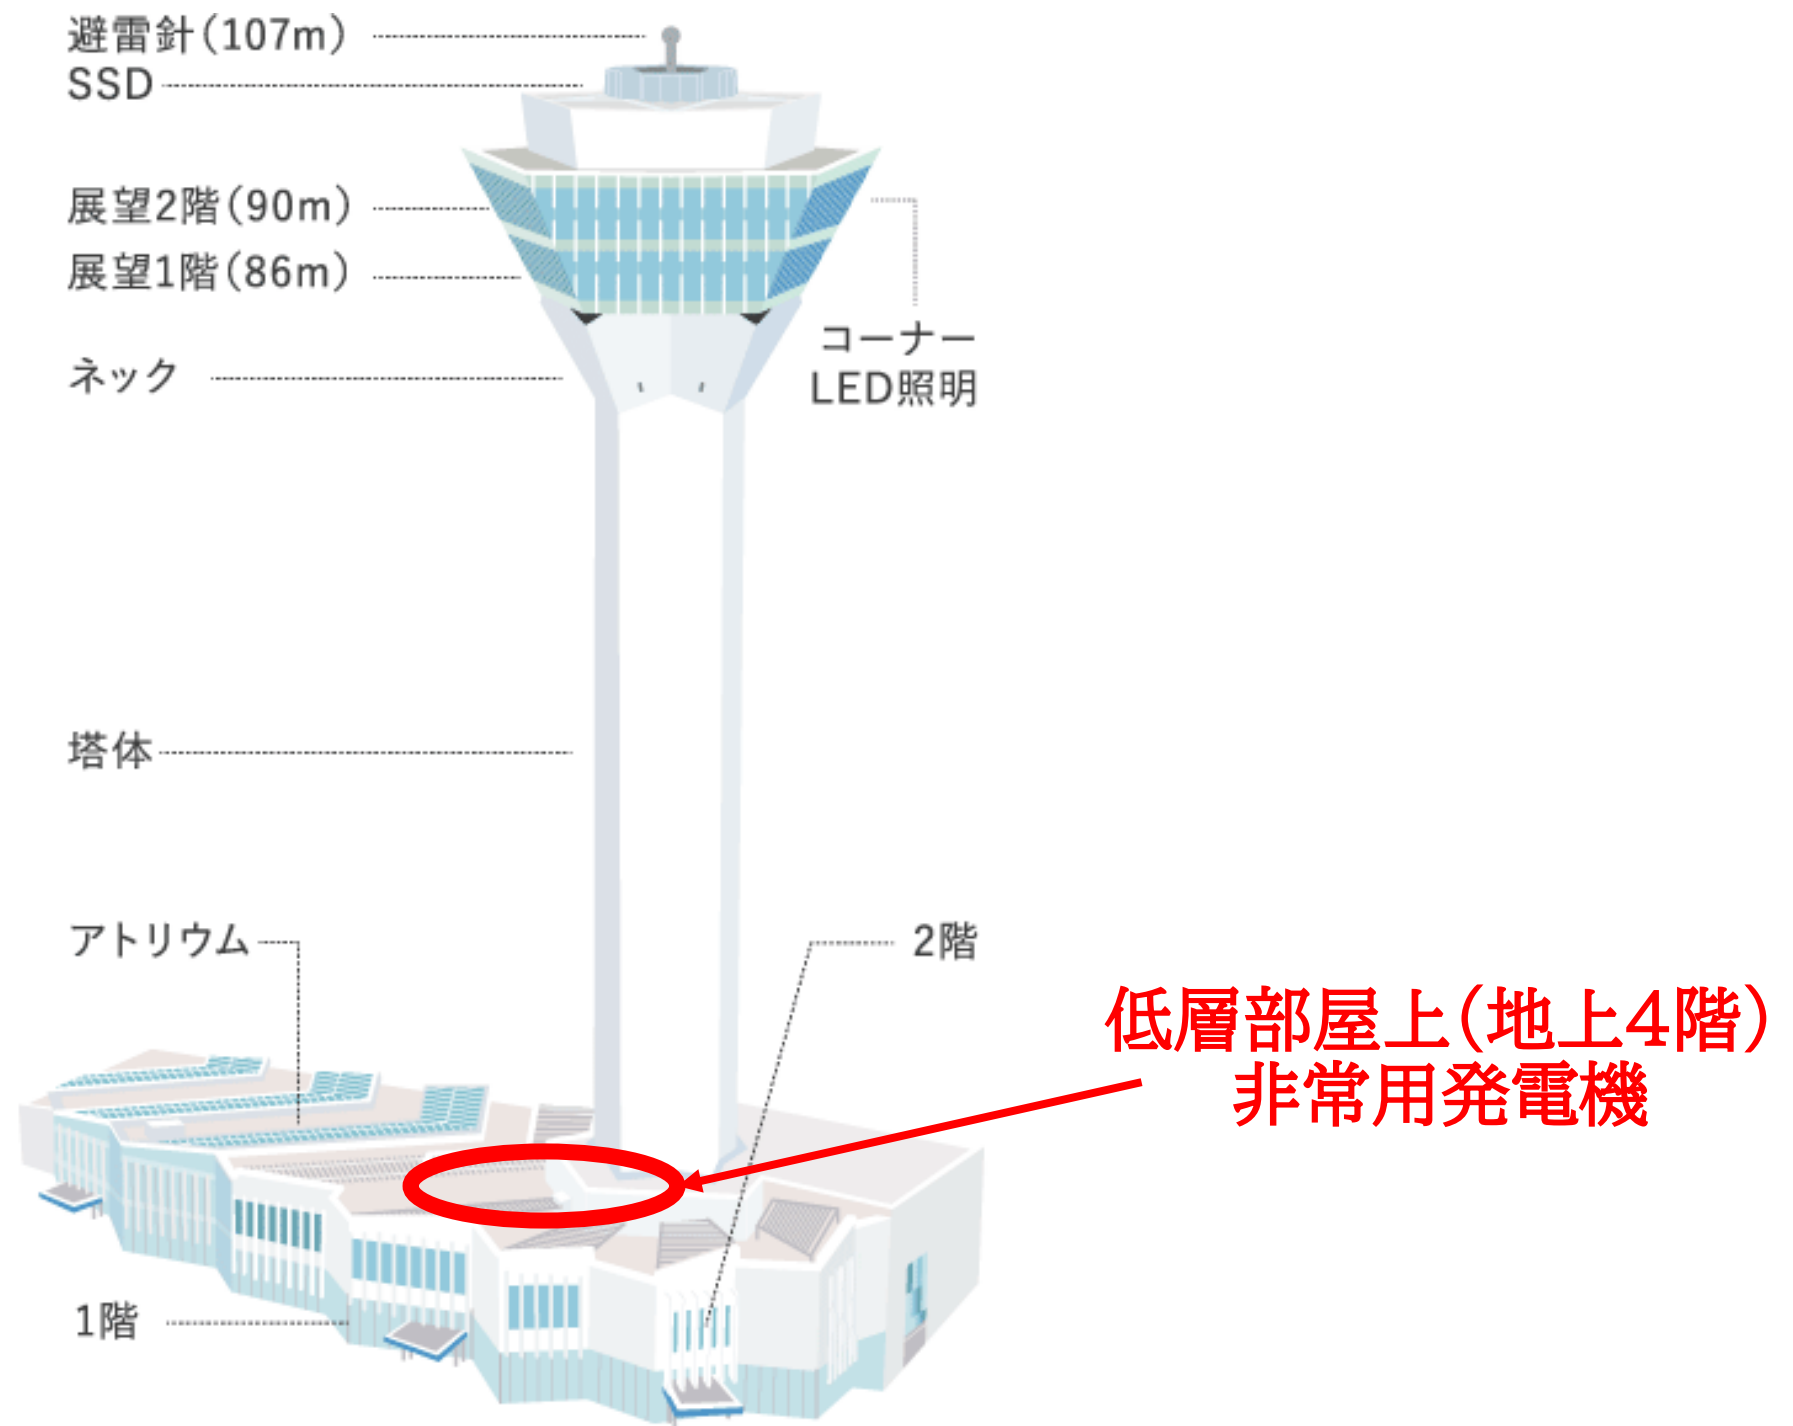 避雷針(107m)
SSD
展望2階(90m)
展望1階(86m)
コーナー
LED照明
ネック
塔体
アトリウム
2階
低層部屋上(地上4階)
非常用発電機
1階